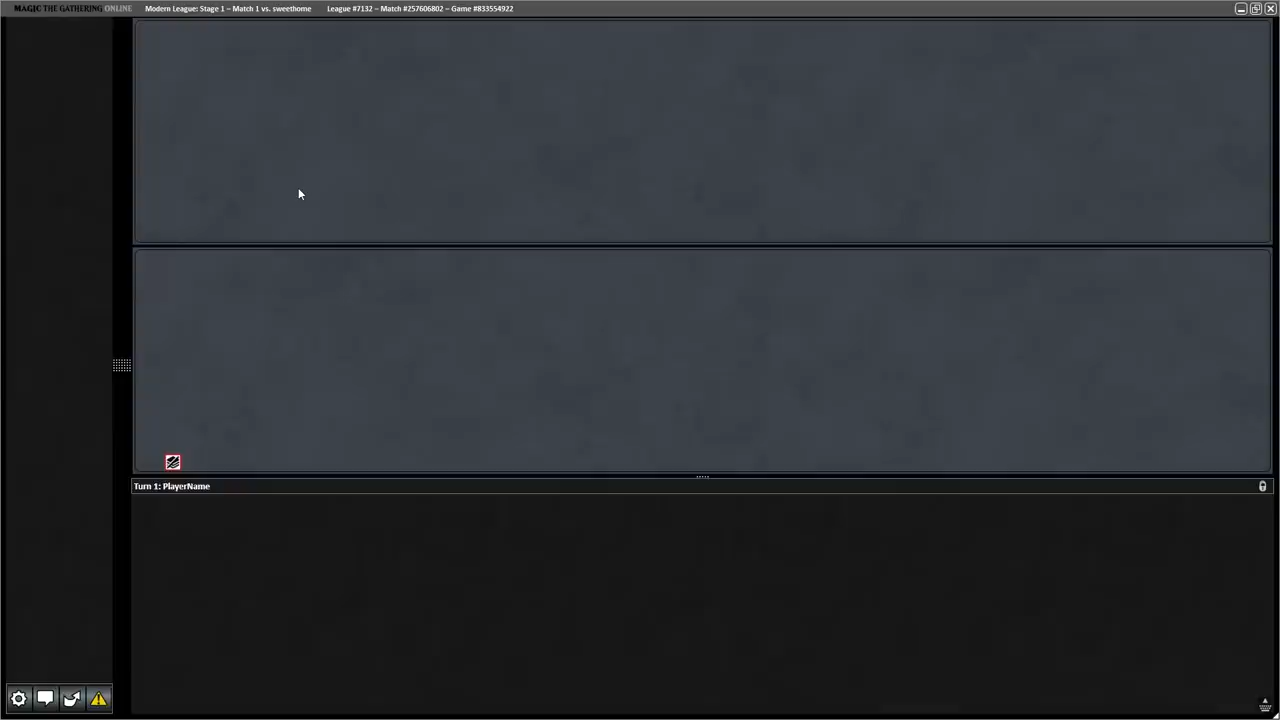 MAGIC THE GATHERING ONLINE Modern League: Stage 1 – Match 1 vs. sweethome League #7132 – Match #257606802 – Game #833554922
Turn 1: PlayerName